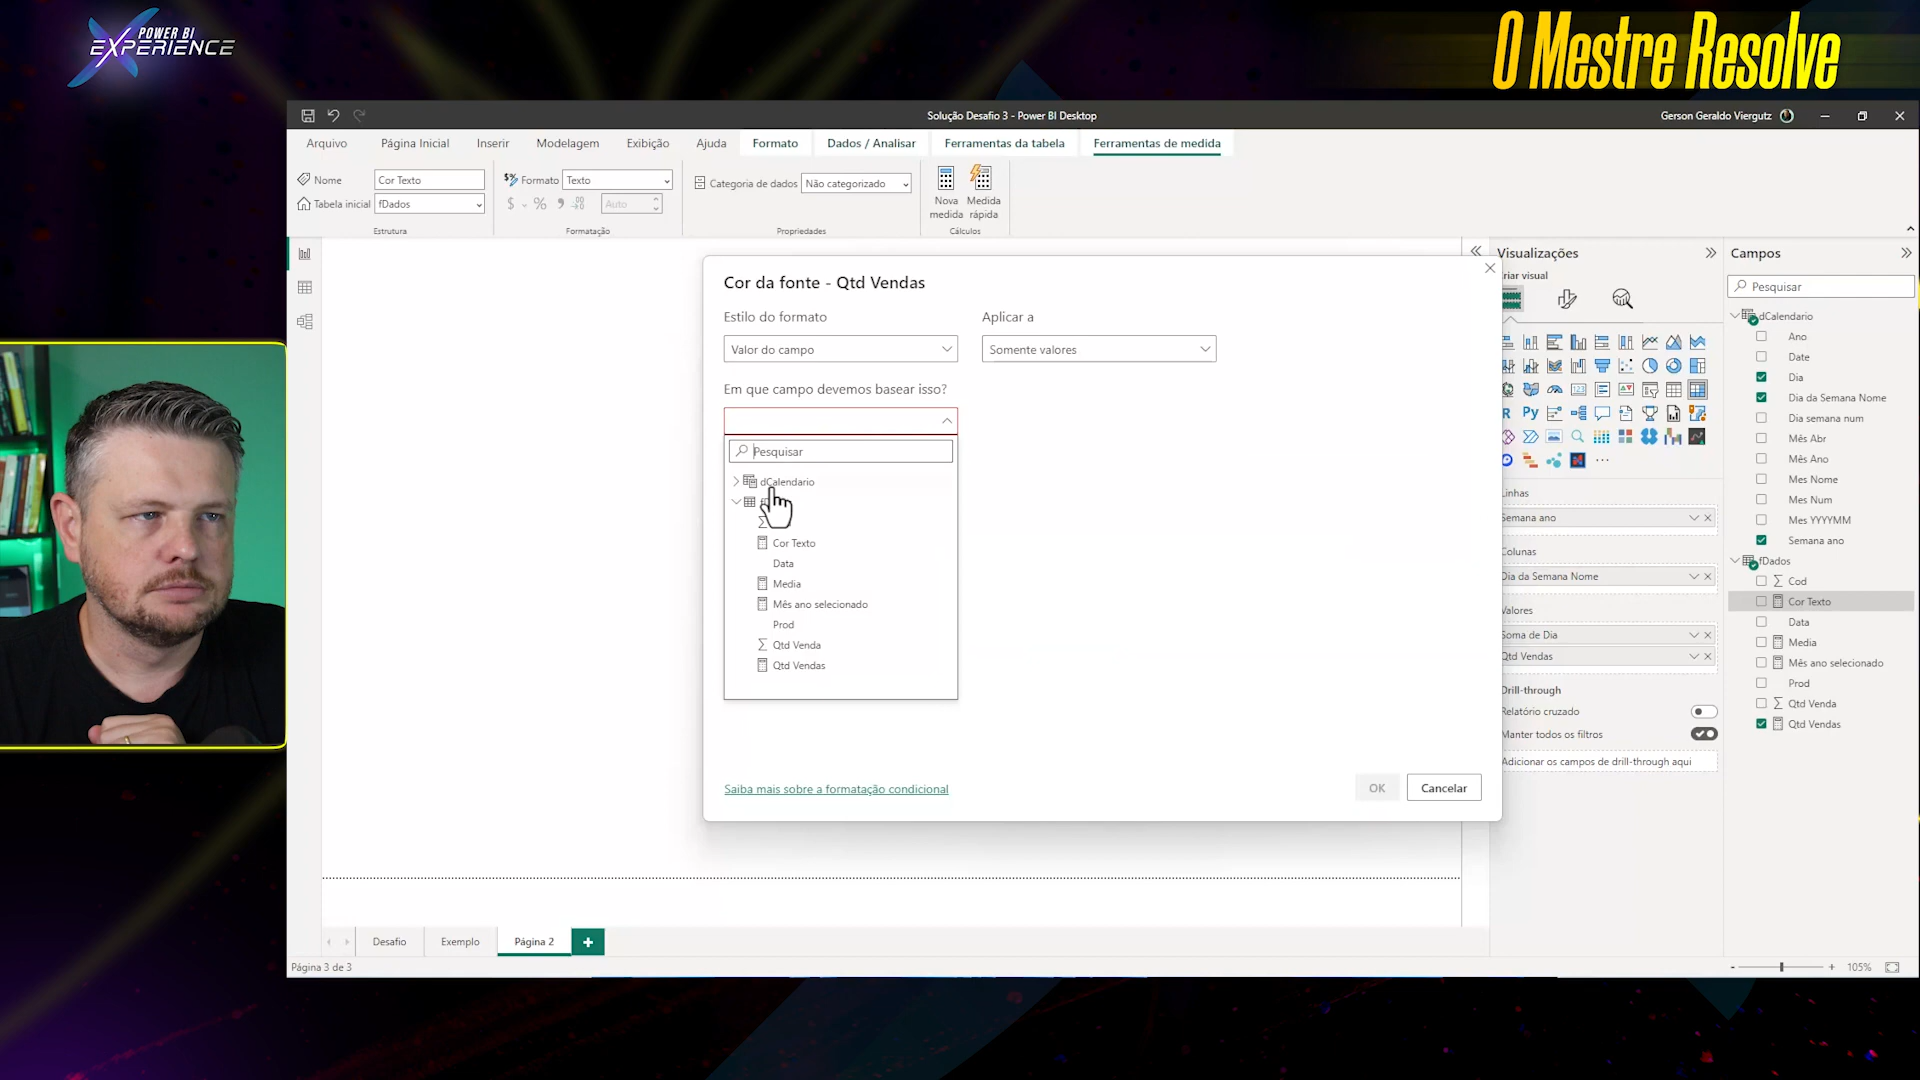 POWER BI
EXPERIENCE
O Mestre Resolve
Solução Desafio 3 - Power BI Desktop
Gerson Geraldo Viergutz
Arquivo
Página Inicial
Inserir
Modelagem
Exibição
Ajuda
Formato
Dados / Analisar
Ferramentas da tabela
Ferramentas de medida
Nome
Cor Texto
Tabela inicial
fDados
Estrutura
Formato
Texto
$ % Auto
Formatação
Categoria de dados
Não categorizado
Propriedades
Nova
medida
Medida
rápida
Cálculos
Cor da fonte - Qtd Vendas
Estilo do formato
Valor do campo
Aplicar a
Somente valores
Em que campo devemos basear isso?
Pesquisar
dCalendario
Cor Texto
Data
Media
Mês ano selecionado
Prod
Qtd Venda
Qtd Vendas
Saiba mais sobre a formatação condicional
OK
Cancelar
Visualizações
riar visual
R Py
123
Linhas
Semana ano
Colunas
Dia da Semana Nome
Valores
Soma de Dia
Qtd Vendas
Drill-through
Relatório cruzado
Manter todos os filtros
Adicionar os campos de drill-through aqui
Campos
Pesquisar
dCalendario
Ano
Date
Dia
Dia da Semana Nome
Dia semana num
Mês Abr
Mês Ano
Mes Nome
Mes Num
Mes YYYYMM
Semana ano
fDados
Cod
Cor Texto
Data
Media
Mês ano selecionado
Prod
Qtd Venda
Qtd Vendas
Desafio
Exemplo
Página 2
Página 3 de 3
105%